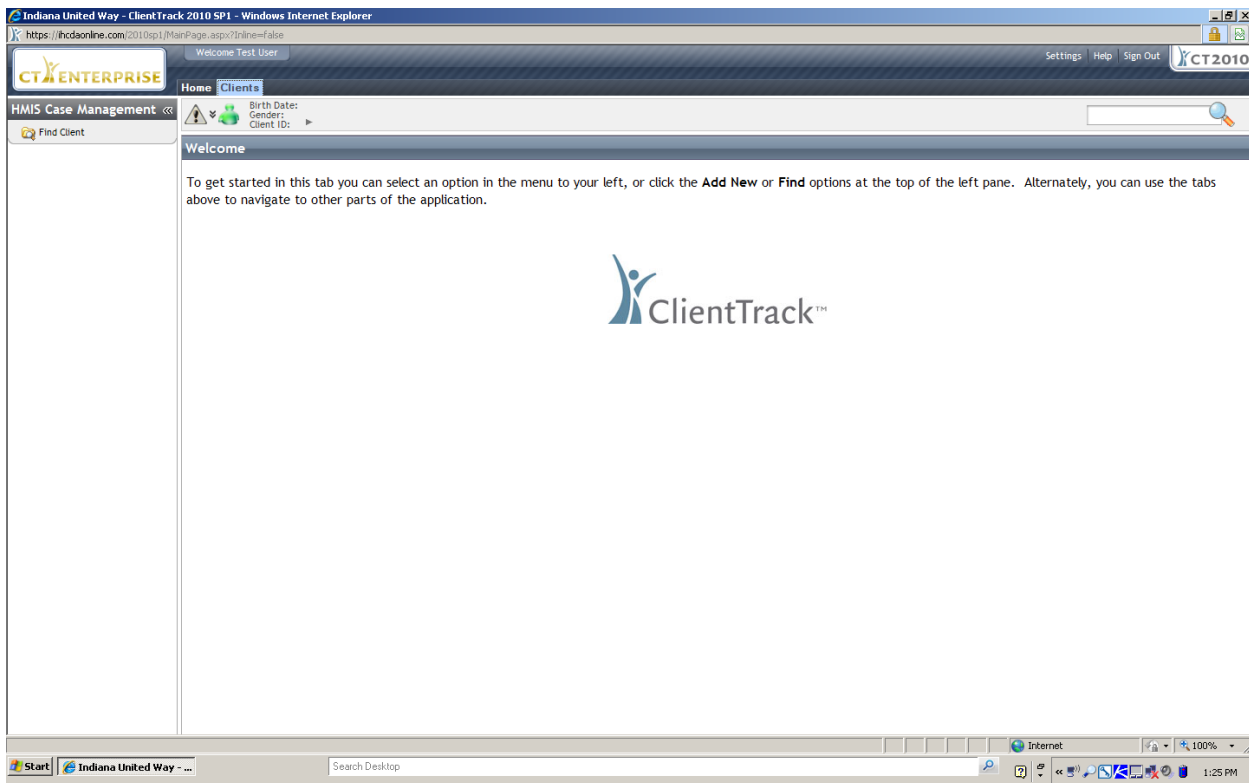 Indiana United Way - ClientTrack 2010 SP1 - Windows Internet Explorer
https://ihcdaonline.com/2010sp1/MainPage.aspx?Inline=false
CT ENTERPRISE
Welcome Test User
Settings Help Sign Out
CT2010
Home Clients
HMIS Case Management «
Find Client
Birth Date:
Gender:
Client ID:
Welcome
To get started in this tab you can select an option in the menu to your left, or click the Add New or Find options at the top of the left pane. Alternately, you can use the tabs
above to navigate to other parts of the application.
ClientTrack™
Internet
100%
Start
Indiana United Way - ...
Search Desktop
1:25 PM